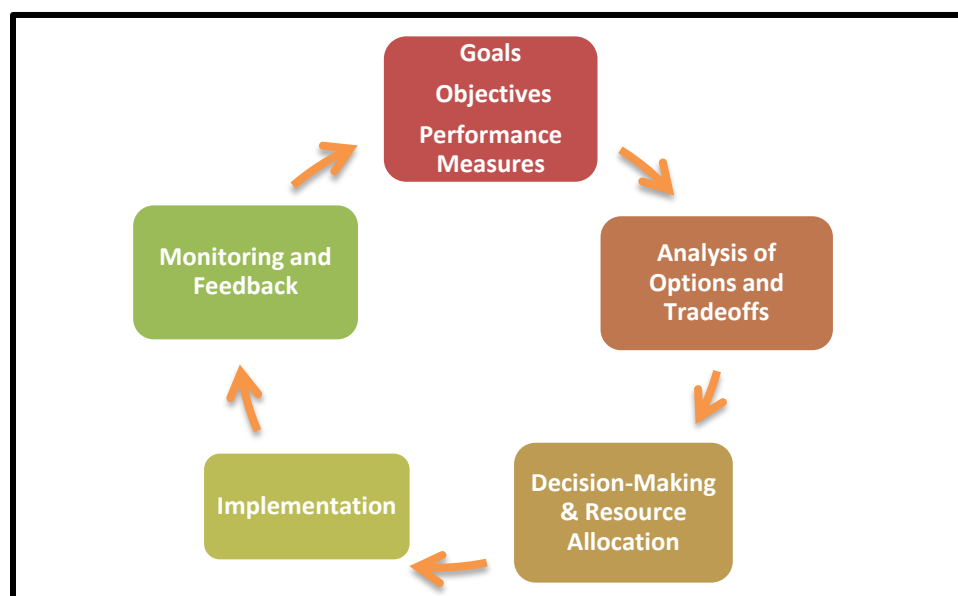 Goals
Objectives
Performance
Measures
Analysis of
Options and
Tradeoffs
Decision-Making
& Resource
Allocation
Implementation
Monitoring and
Feedback